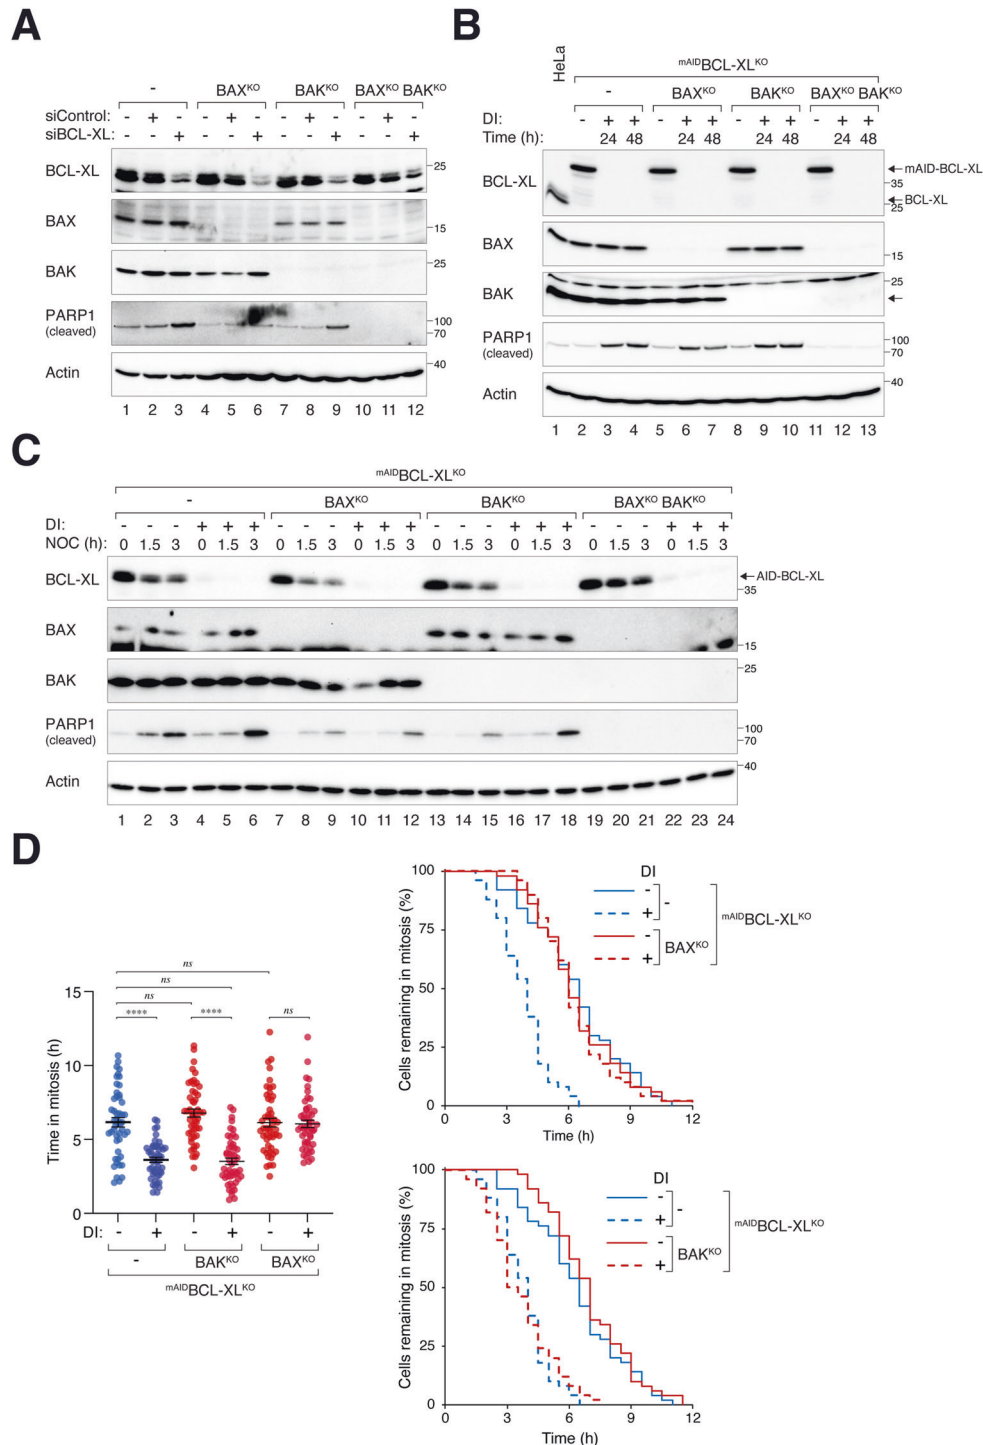 A
- BAXKO BAKKO BAXKO BAKKO
siControl: - + - - + - - + - - + -
siBCL-XL: - - + - - + - - + - - +
BCL-XL 25
BAX 15
BAK 25
PARP1 100
(cleaved) 70
Actin 40
1 2 3 4 5 6 7 8 9 10 11 12
B
HeLa
mAIDBCL-XLKO
- BAXKO BAKKO BAXKO BAKKO
DI: - + + - + + - + + - + +
Time (h): 24 48 24 48 24 48 24 48
BCL-XL mAID-BCL-XL
35
BCL-XL
25
BAX 15
BAK 25
PARP1 100
(cleaved) 70
Actin 40
1 2 3 4 5 6 7 8 9 10 11 12 13
C
mAIDBCL-XLKO
- BAXKO BAKKO BAXKO BAKKO
DI: - - - + + + - - - + + + - - - + + + - - - + + +
NOC (h): 0 1.5 3 0 1.5 3 0 1.5 3 0 1.5 3 0 1.5 3 0 1.5 3 0 1.5 3 0 1.5 3
BCL-XL AID-BCL-XL
35
BAX 15
BAK 25
PARP1 100
(cleaved) 70
Actin 40
1 2 3 4 5 6 7 8 9 10 11 12 13 14 15 16 17 18 19 20 21 22 23 24
D
Time in mitosis (h)
15
10
5
0
ns
ns
ns
**** **** ns
DI: - + - + - +
- BAKKO BAXKO
mAIDBCL-XLKO
Cells remaining in mitosis (%)
100
75
50
25
0
0 3 6 9 12
Time (h)
DI
-
+
-
-
+
BAXKO
mAIDBCL-XLKO
Cells remaining in mitosis (%)
100
75
50
25
0
0 3 6 9 12
Time (h)
DI
-
+
-
-
+
BAKKO
mAIDBCL-XLKO